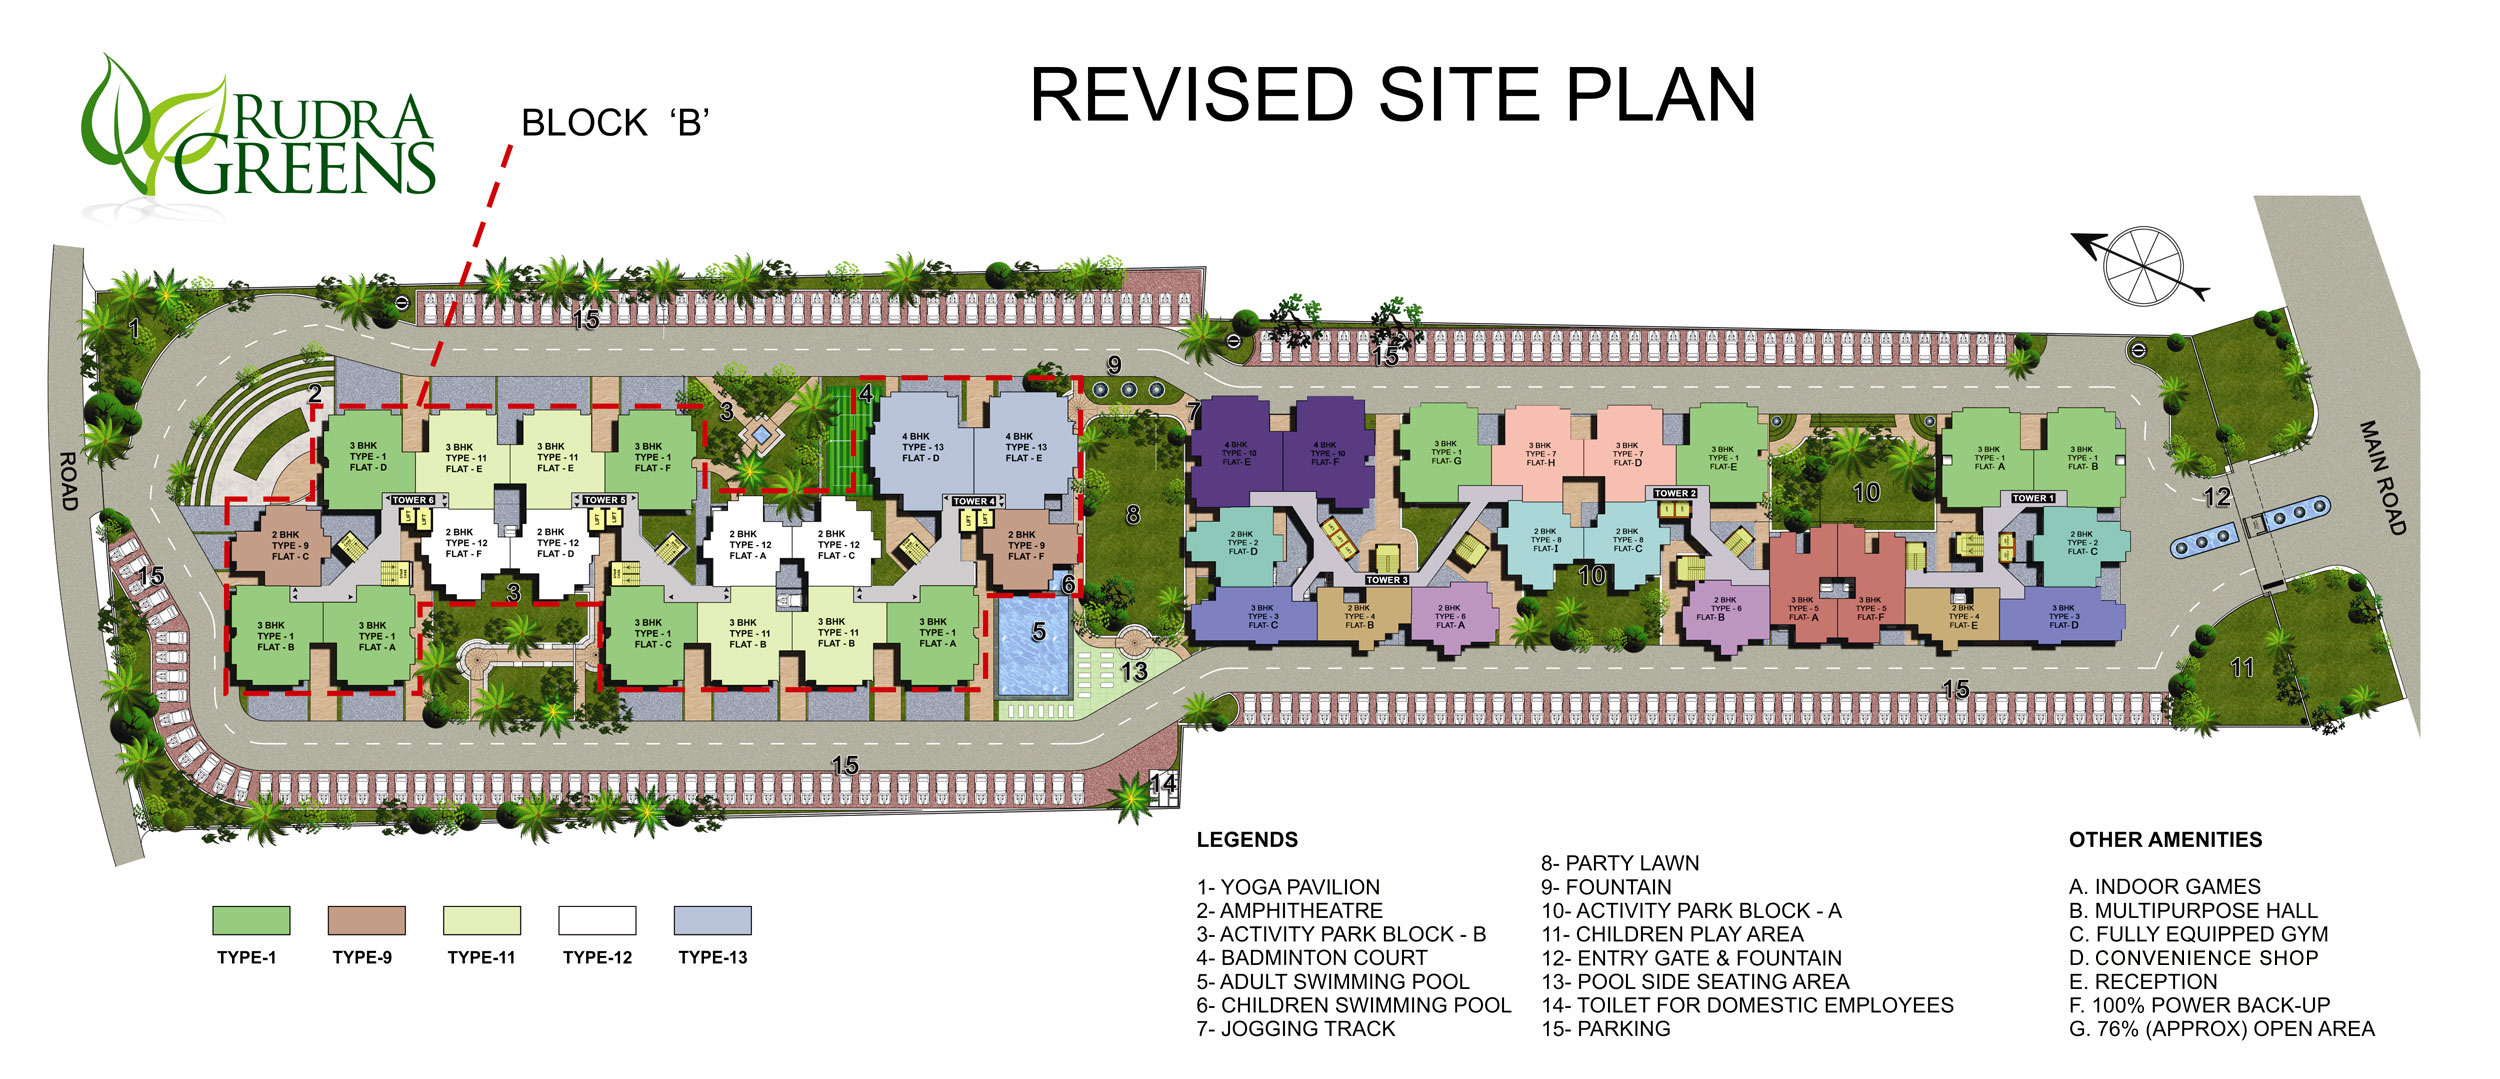 RUDRA
GREENS
BLOCK 'B'
REVISED SITE PLAN
ROAD
MAIN ROAD
1
2
3
4
5
6
7
8
9
10
10
11
12
13
14
15
15
15
15
15
3
3 BHK
TYPE - 1
FLAT - D
3 BHK
TYPE - 11
FLAT - E
3 BHK
TYPE - 11
FLAT - E
3 BHK
TYPE - 1
FLAT - F
4 BHK
TYPE - 13
FLAT - D
4 BHK
TYPE - 13
FLAT - E
TOWER 6
TOWER 5
TOWER 4
LIFT
LIFT
LIFT
LIFT
LIFT
LIFT
2 BHK
TYPE - 9
FLAT - C
2 BHK
TYPE - 12
FLAT - F
2 BHK
TYPE - 12
FLAT - D
2 BHK
TYPE - 12
FLAT - A
2 BHK
TYPE - 12
FLAT - C
2 BHK
TYPE - 9
FLAT - F
3 BHK
TYPE - 1
FLAT - B
3 BHK
TYPE - 1
FLAT - A
3 BHK
TYPE - 1
FLAT - C
3 BHK
TYPE - 11
FLAT - B
3 BHK
TYPE - 11
FLAT - B
3 BHK
TYPE - 1
FLAT - A
4 BHK
TYPE - 10
FLAT- E
4 BHK
TYPE - 10
FLAT- F
3 BHK
TYPE - 1
FLAT- G
3 BHK
TYPE - 7
FLAT- H
3 BHK
TYPE - 7
FLAT- D
3 BHK
TYPE - 1
FLAT- E
3 BHK
TYPE - 1
FLAT- A
3 BHK
TYPE - 1
FLAT- B
TOWER 3
TOWER 2
TOWER 1
2 BHK
TYPE - 2
FLAT- D
2 BHK
TYPE - 8
FLAT- I
2 BHK
TYPE - 8
FLAT- C
2 BHK
TYPE - 2
FLAT- C
3 BHK
TYPE - 3
FLAT- C
2 BHK
TYPE - 4
FLAT- B
2 BHK
TYPE - 6
FLAT- A
2 BHK
TYPE - 6
FLAT- B
3 BHK
TYPE - 5
FLAT- A
3 BHK
TYPE - 5
FLAT- F
2 BHK
TYPE - 4
FLAT- E
3 BHK
TYPE - 3
FLAT- D
TYPE-1
TYPE-9
TYPE-11
TYPE-12
TYPE-13
LEGENDS
1- YOGA PAVILION
2- AMPHITHEATRE
3- ACTIVITY PARK BLOCK - B
4- BADMINTON COURT
5- ADULT SWIMMING POOL
6- CHILDREN SWIMMING POOL
7- JOGGING TRACK
8- PARTY LAWN
9- FOUNTAIN
10- ACTIVITY PARK BLOCK - A
11- CHILDREN PLAY AREA
12- ENTRY GATE & FOUNTAIN
13- POOL SIDE SEATING AREA
14- TOILET FOR DOMESTIC EMPLOYEES
15- PARKING
OTHER AMENITIES
A. INDOOR GAMES
B. MULTIPURPOSE HALL
C. FULLY EQUIPPED GYM
D. CONVENIENCE SHOP
E. RECEPTION
F. 100% POWER BACK-UP
G. 76% (APPROX) OPEN AREA